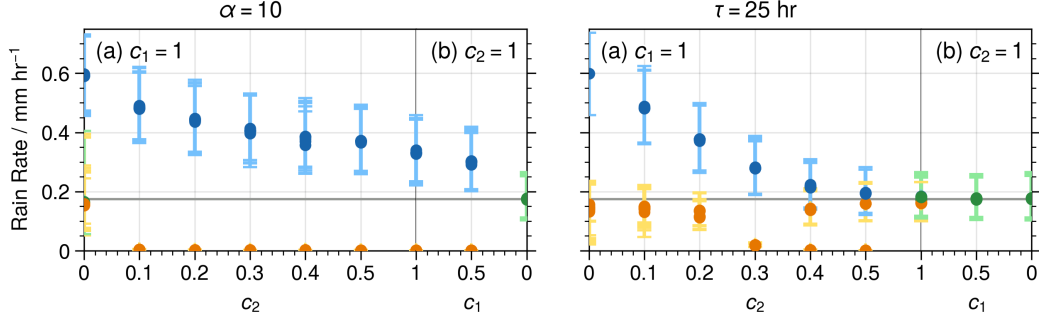 α = 10
τ = 25 hr
(a) c₁ = 1
(b) c₂ = 1
(a) c₁ = 1
(b) c₂ = 1
Rain Rate / mm hr⁻¹
0.6
0.4
0.2
0
0 0.1 0.2 0.3 0.4 0.5 1 0.5 0
0 0.1 0.2 0.3 0.4 0.5 1 0.5 0
c₂ c₁
c₂ c₁